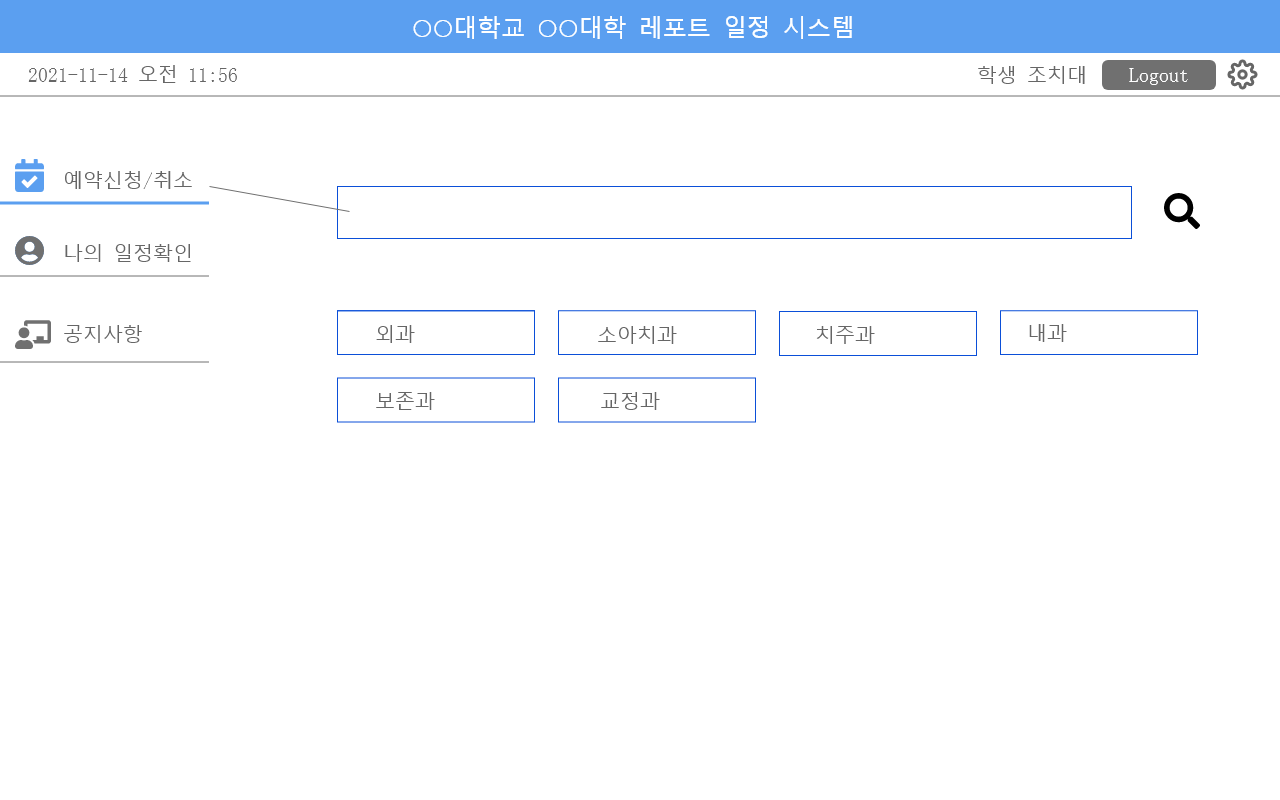 ○○대학교 ○○대학 레포트 일정 시스템
2021-11-14 오전 11:56
학생 조치대
Logout
예약신청/취소
나의 일정확인
공지사항
외과
소아치과
치주과
내과
보존과
교정과